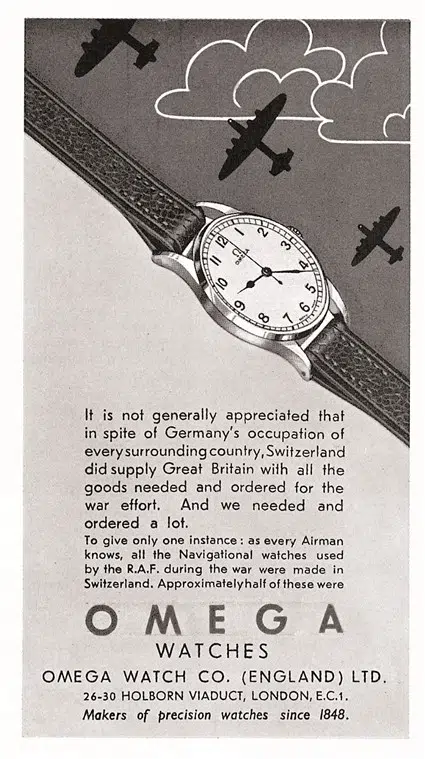 12
1
2
3
4
5
6
7
8
9
10
11
Ω
OMEGA
It is not generally appreciated that
in spite of Germany's occupation of
every surrounding country, Switzerland
did supply Great Britain with all the
goods needed and ordered for the
war effort. And we needed and
ordered a lot.
To give only one instance : as every Airman
knows, all the Navigational watches used
by the R.A.F. during the war were made in
Switzerland. Approximately half of these were
OMEGA
WATCHES
OMEGA WATCH CO. (ENGLAND) LTD.
26-30 HOLBORN VIADUCT, LONDON, E.C.1.
Makers of precision watches since 1848.